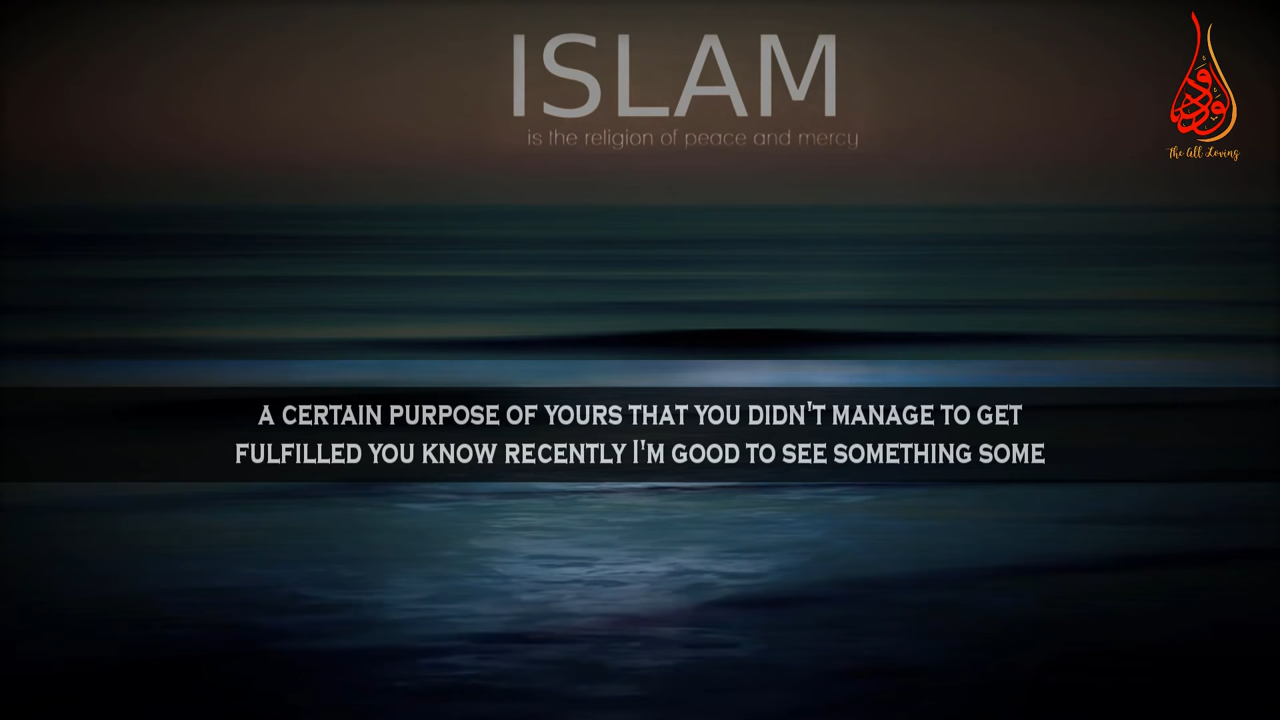 ISLAM
is the religion of peace and mercy
الودود
The All Loving
A CERTAIN PURPOSE OF YOURS THAT YOU DIDN'T MANAGE TO GET
FULFILLED YOU KNOW RECENTLY I'M GOOD TO SEE SOMETHING SOME